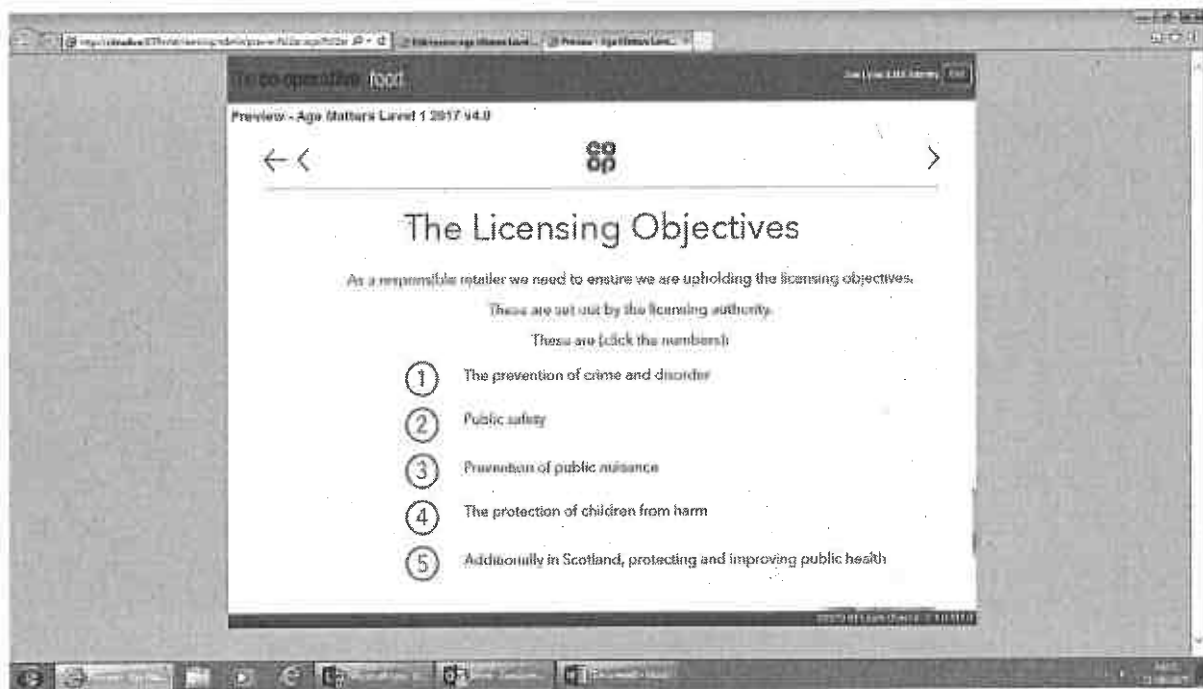 co-operative food
Preview - Age Matters Level 1 2017 v4.0
co
op
The Licensing Objectives
As a responsible retailer we need to ensure we are upholding the licensing objectives.
These are set out by the licensing authority.
These are (click the numbers):
1 The prevention of crime and disorder
2 Public safety
3 Prevention of public nuisance
4 The protection of children from harm
5 Additionally in Scotland, protecting and improving public health